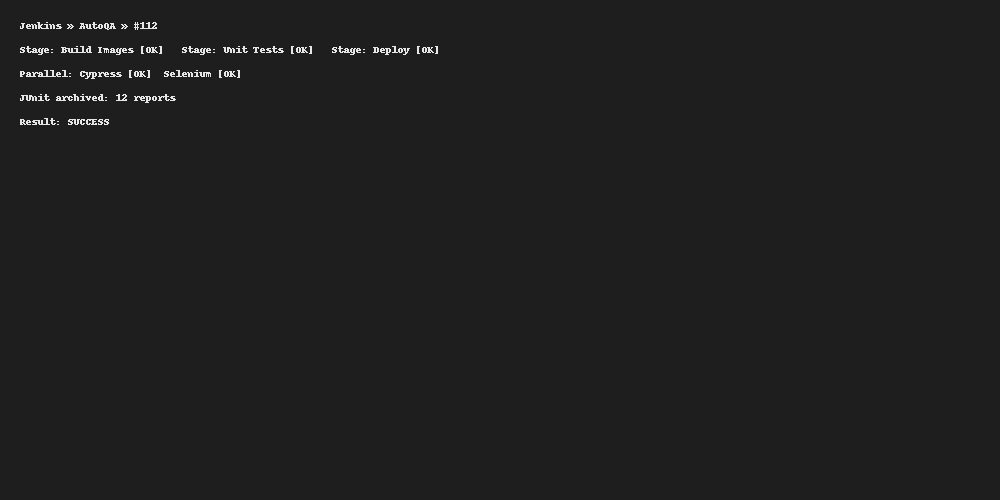 Jenkins » AutoQA » #112
Stage: Build Images [OK]   Stage: Unit Tests [OK]   Stage: Deploy [OK]
Parallel: Cypress [OK]  Selenium [OK]
JUnit archived: 12 reports
Result: SUCCESS